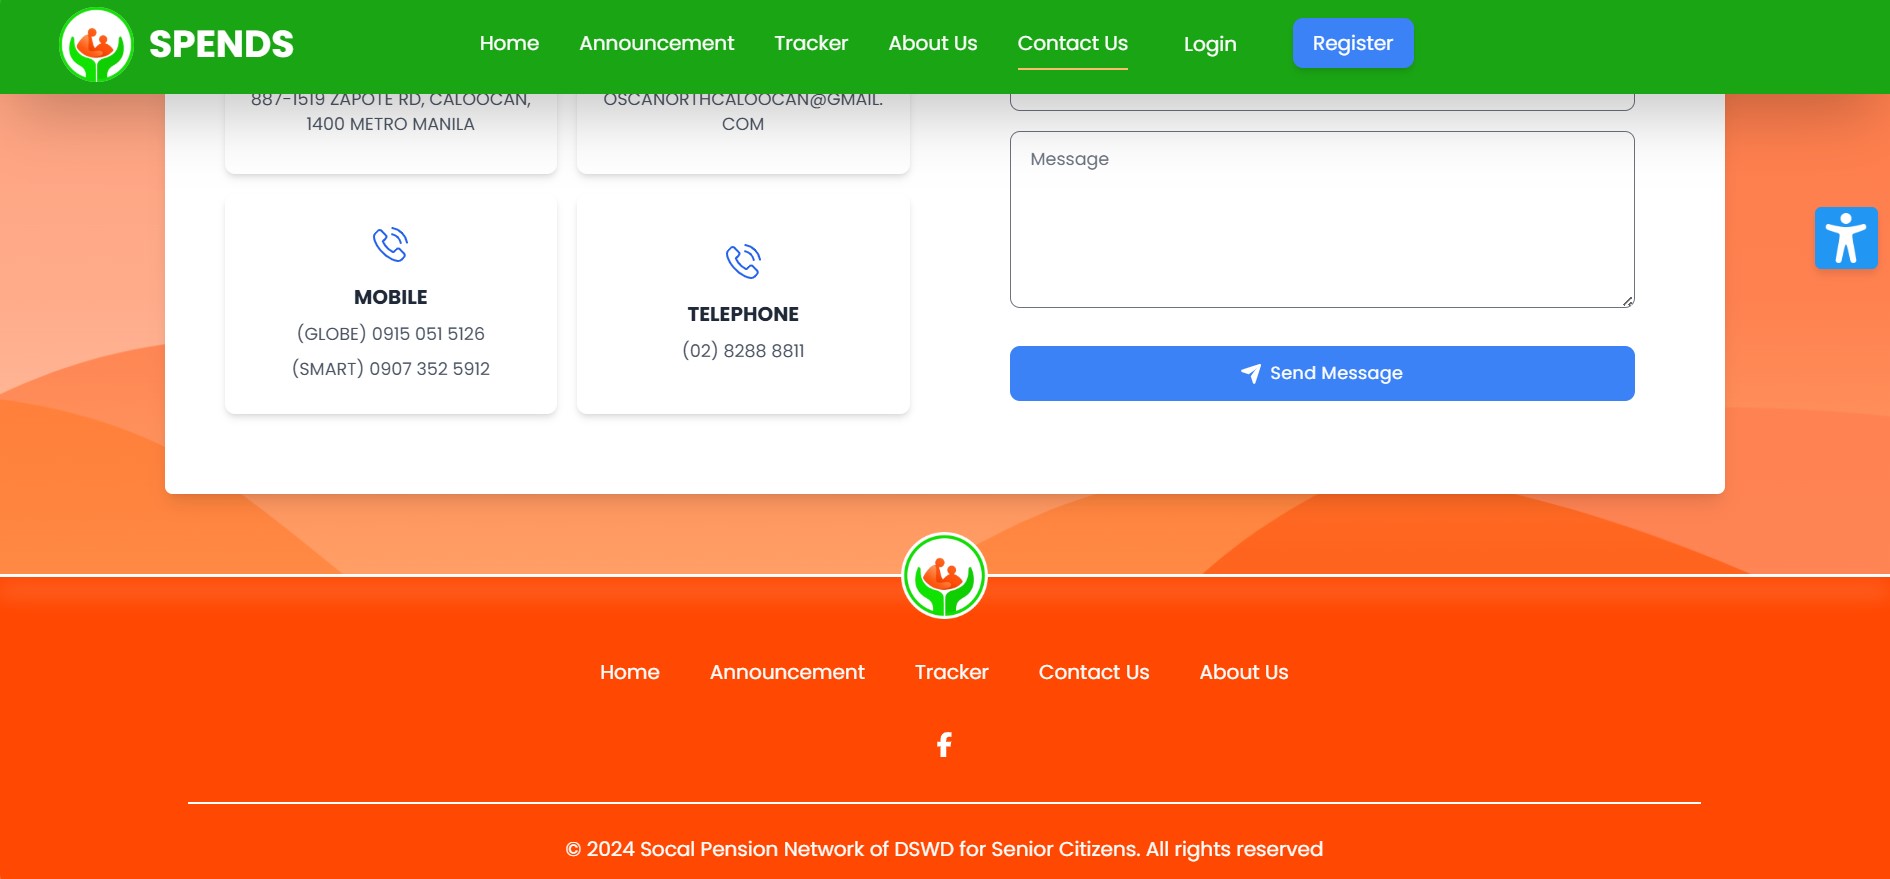 SPENDS
Home
Announcement
Tracker
About Us
Contact Us
Login
Register
887-1519 ZAPOTE RD, CALOOCAN,
1400 METRO MANILA
OSCANORTHCALOOCAN@GMAIL.
COM
Message
MOBILE
(GLOBE) 0915 051 5126
(SMART) 0907 352 5912
TELEPHONE
(02) 8288 8811
Send Message
Home
Announcement
Tracker
Contact Us
About Us
© 2024 Socal Pension Network of DSWD for Senior Citizens. All rights reserved